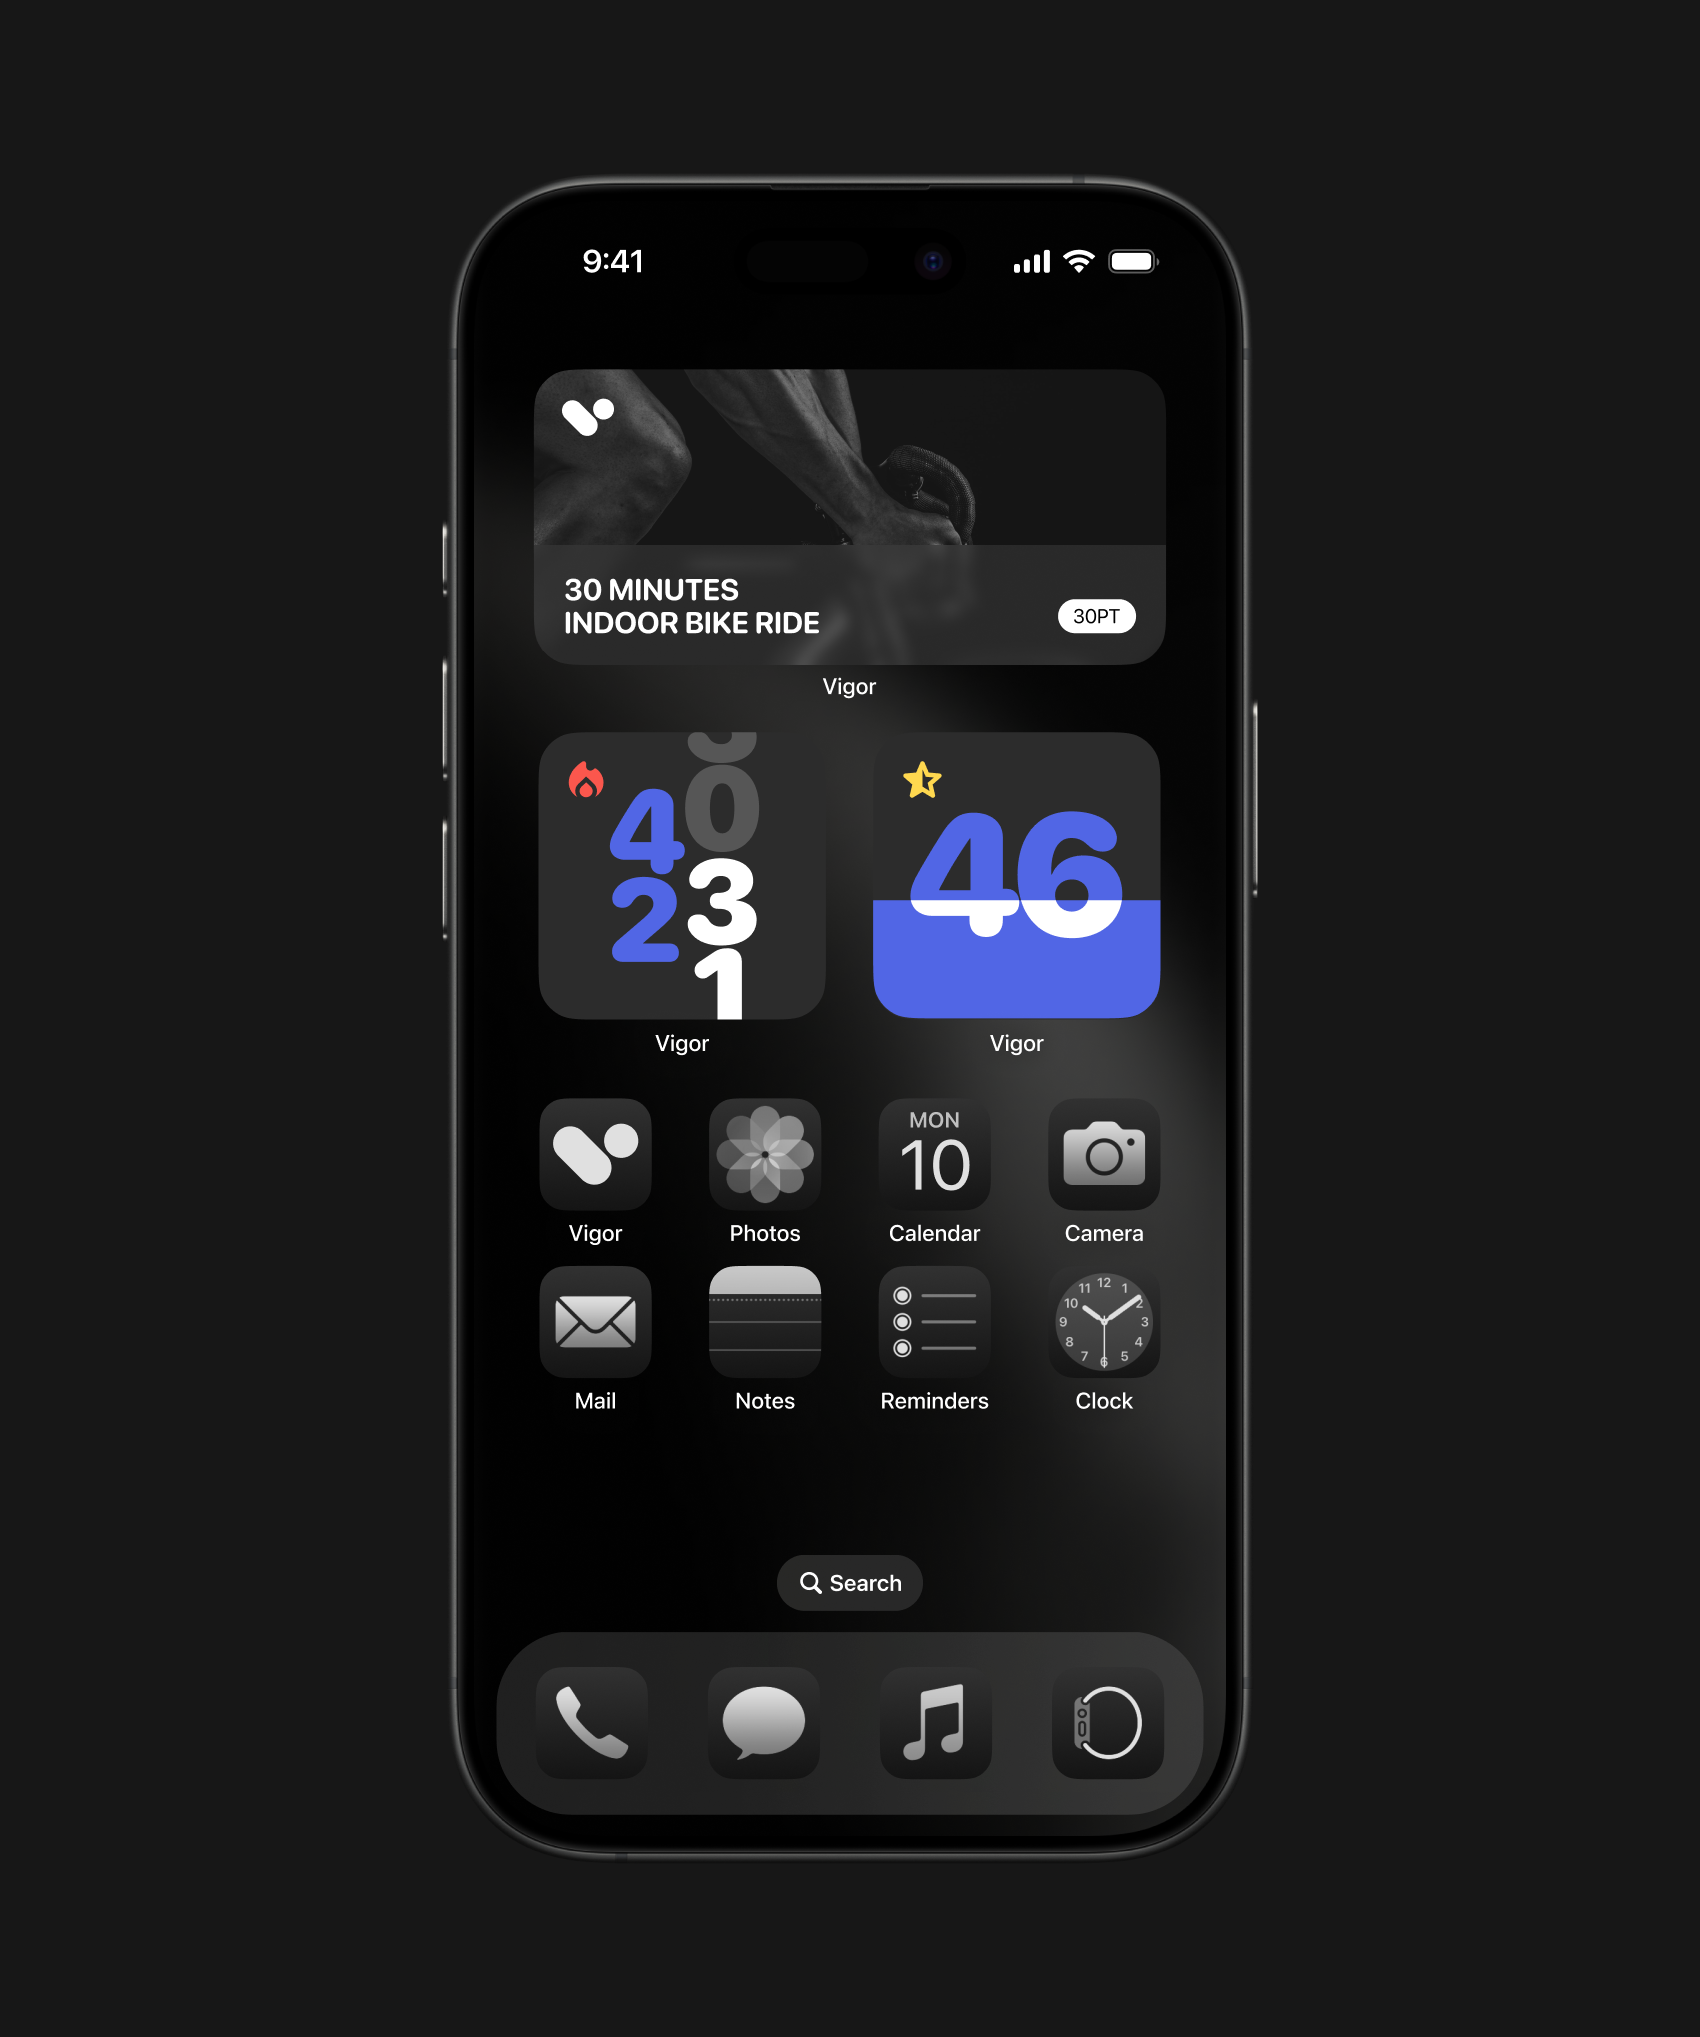 9:41
30 MINUTES
INDOOR BIKE RIDE
30PT
Vigor
4 0
2 3
1
46
Vigor
Vigor
MON
10
Vigor
Photos
Calendar
Camera
12
11 1
10 2
9 3
8 4
7 5
6
Mail
Notes
Reminders
Clock
Search